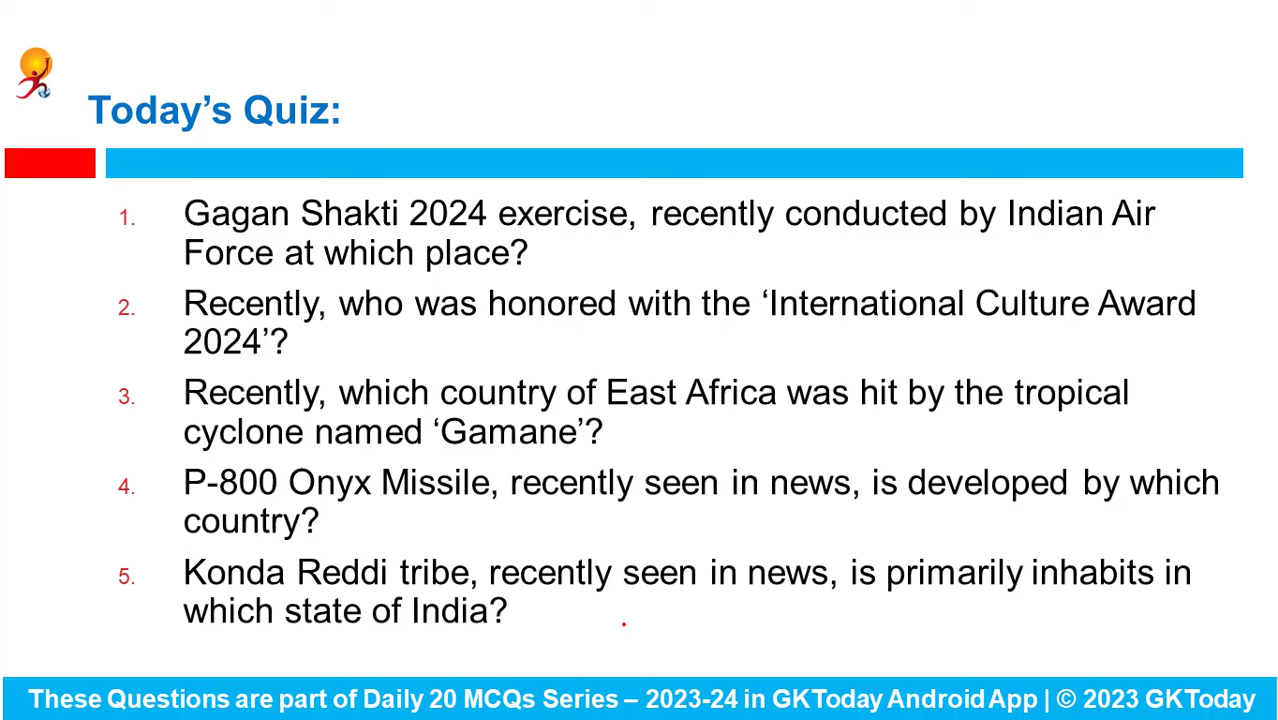 Today’s Quiz:
1. Gagan Shakti 2024 exercise, recently conducted by Indian Air
Force at which place?
2. Recently, who was honored with the ‘International Culture Award
2024’?
3. Recently, which country of East Africa was hit by the tropical
cyclone named ‘Gamane’?
4. P-800 Onyx Missile, recently seen in news, is developed by which
country?
5. Konda Reddi tribe, recently seen in news, is primarily inhabits in
which state of India?
These Questions are part of Daily 20 MCQs Series – 2023-24 in GKToday Android App | © 2023 GKToday